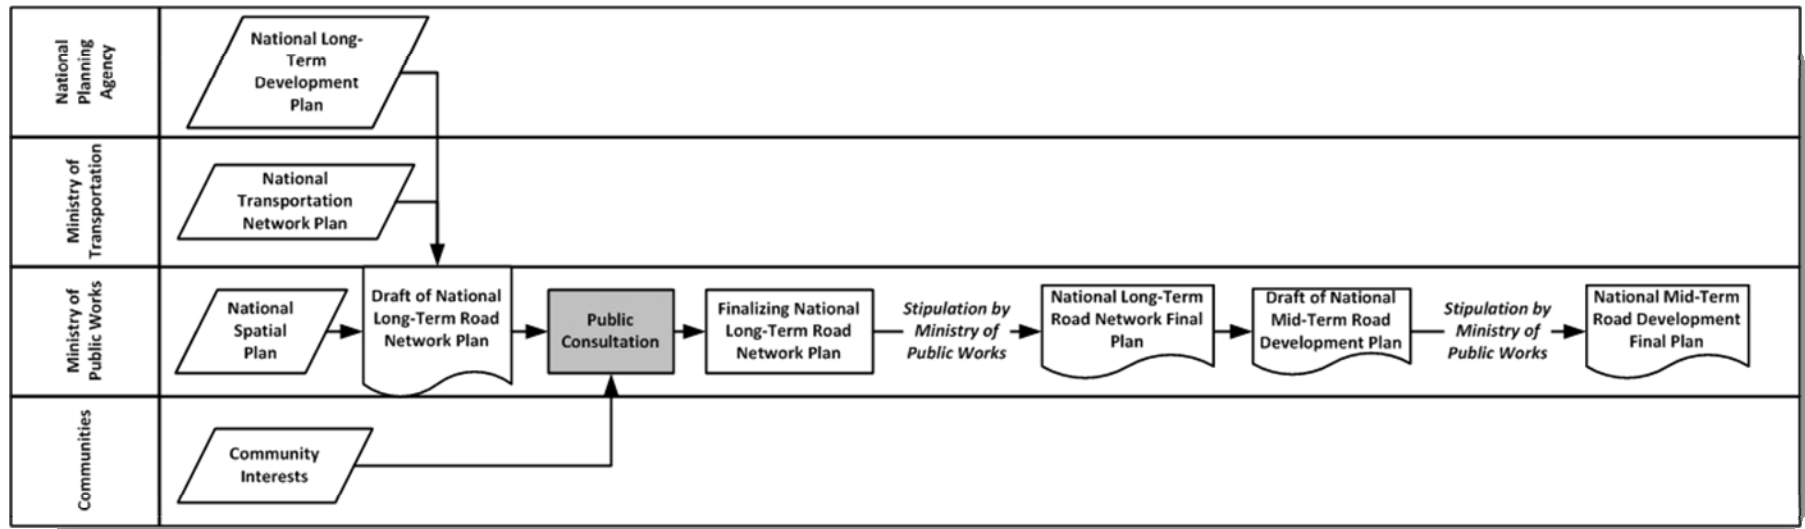 National
Planning
Agency
National Long-
Term
Development
Plan
Ministry of
Transportation
National
Transportation
Network Plan
Ministry of
Public Works
National
Spatial
Plan
Draft of National
Long-Term Road
Network Plan
Public
Consultation
Finalizing National
Long-Term Road
Network Plan
Stipulation by
Ministry of
Public Works
National Long-Term
Road Network Final
Plan
Draft of National
Mid-Term Road
Development Plan
Stipulation by
Ministry of
Public Works
National Mid-Term
Road Development
Final Plan
Communities
Community
Interests